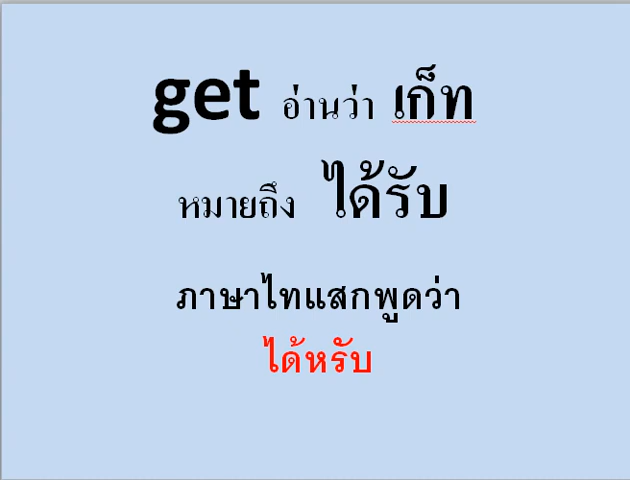 get อ่านว่า เก็ท
หมายถึง ได้รับ
ภาษาไทแสกพูดว่า
ได้หรับ